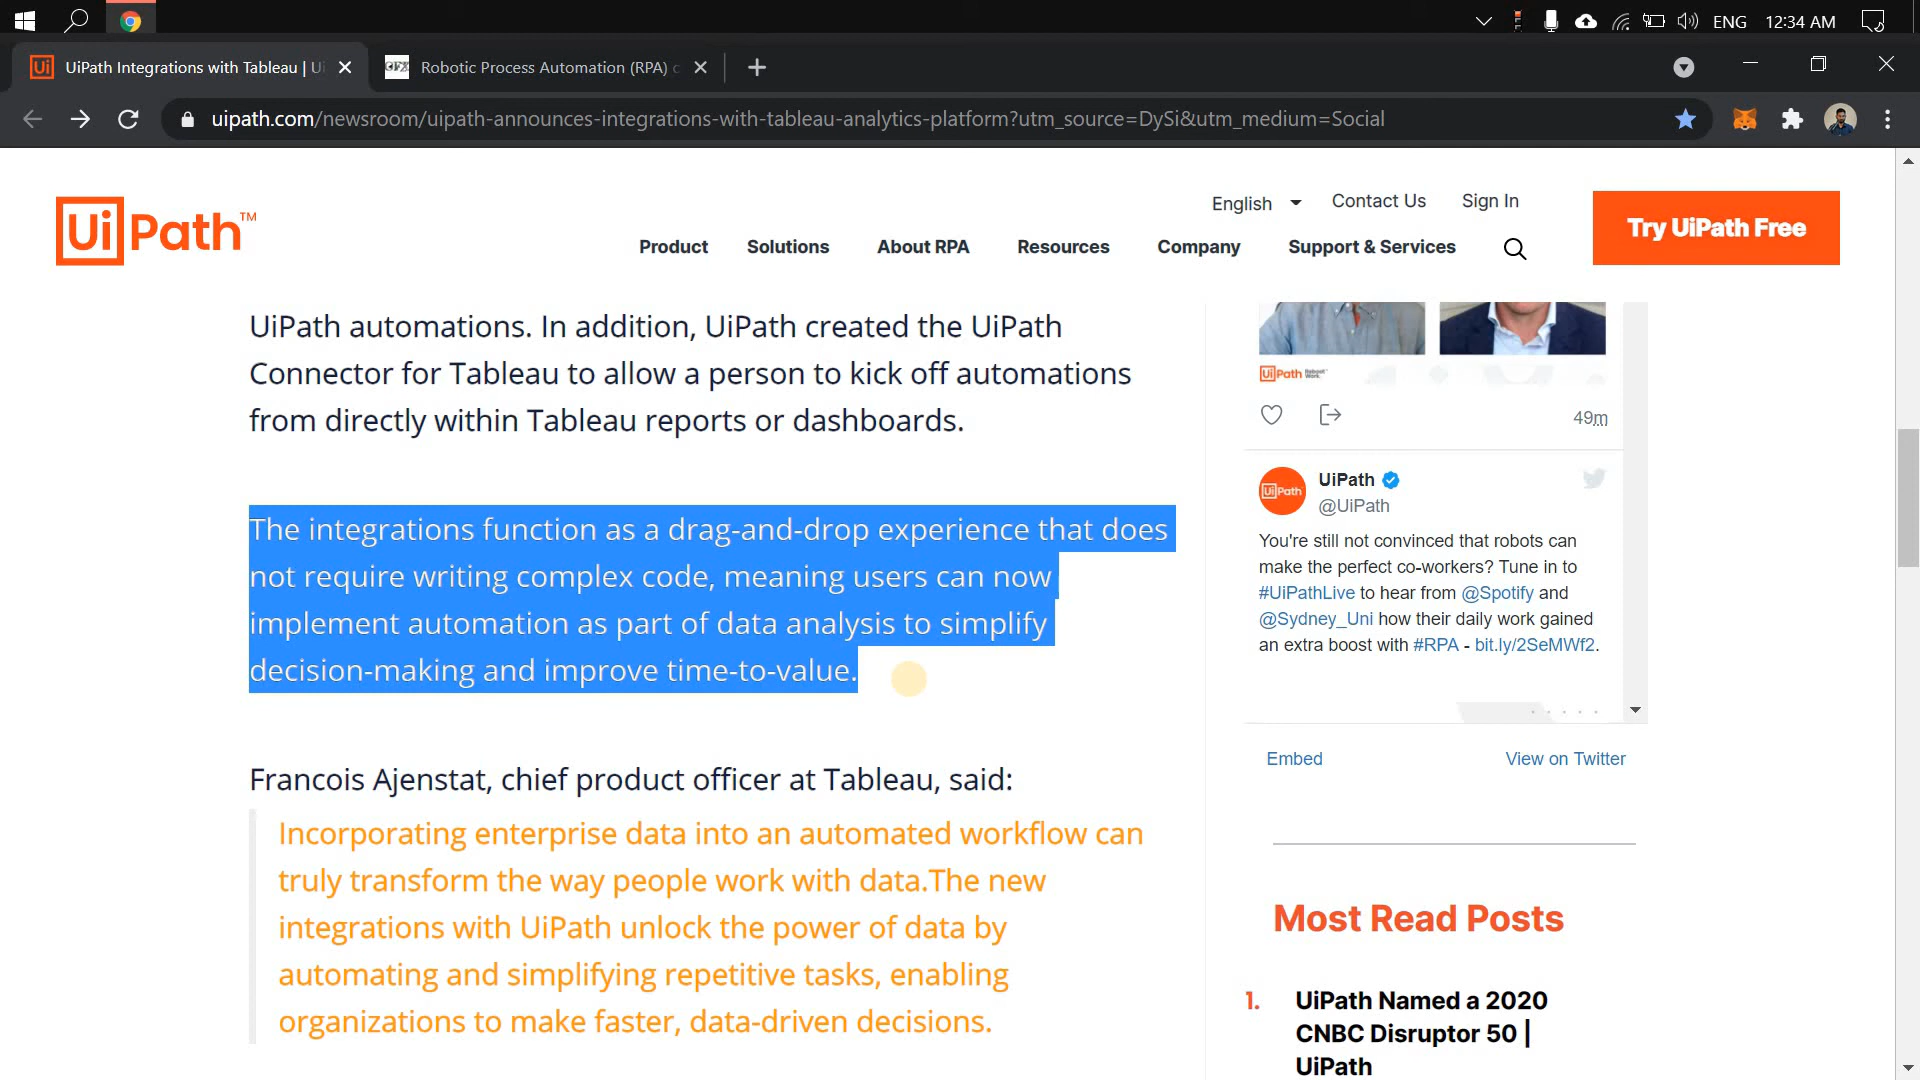 ENG 12:34 AM
UiPath Integrations with Tableau | Ui
Robotic Process Automation (RPA) c
uipath.com/newsroom/uipath-announces-integrations-with-tableau-analytics-platform?utm_source=DySi&utm_medium=Social
UiPath™
English Contact Us Sign In
Product Solutions About RPA Resources Company Support & Services
Try UiPath Free
UiPath automations. In addition, UiPath created the UiPath
Connector for Tableau to allow a person to kick off automations
from directly within Tableau reports or dashboards.
The integrations function as a drag-and-drop experience that does
not require writing complex code, meaning users can now
implement automation as part of data analysis to simplify
decision-making and improve time-to-value.
Francois Ajenstat, chief product officer at Tableau, said:
Incorporating enterprise data into an automated workflow can
truly transform the way people work with data.The new
integrations with UiPath unlock the power of data by
automating and simplifying repetitive tasks, enabling
organizations to make faster, data-driven decisions.
UiPath Reboot Work.
49m
UiPath
UiPath
@UiPath
You're still not convinced that robots can
make the perfect co-workers? Tune in to
#UiPathLive to hear from @Spotify and
@Sydney_Uni how their daily work gained
an extra boost with #RPA - bit.ly/2SeMWf2.
Embed View on Twitter
Most Read Posts
1. UiPath Named a 2020
CNBC Disruptor 50 |
UiPath